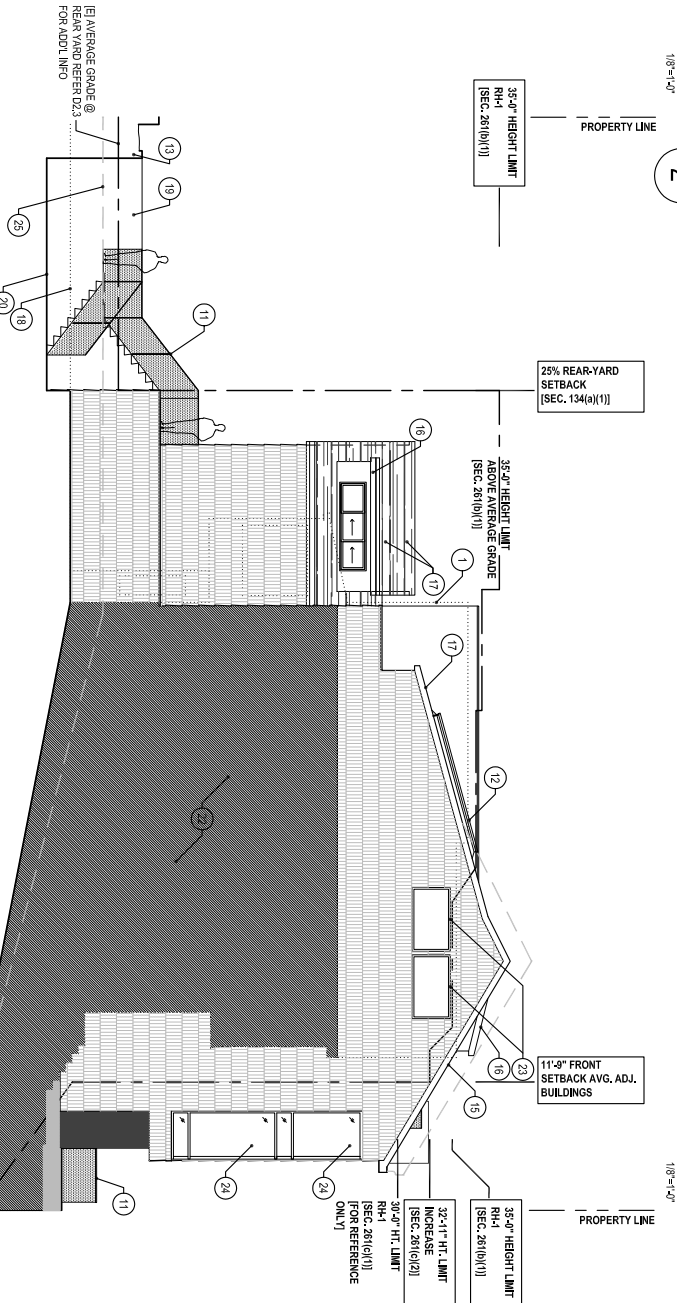 1/8"=1'-0"
2
PROPERTY LINE
35'-0" HEIGHT LIMIT
RH-1
[SEC. 261(b)(1)]
[E] AVERAGE GRADE @
REAR YARD REFER D2.3
FOR ADD'L INFO
13
19
25
18
20
11
25% REAR-YARD
SETBACK
[SEC. 134(a)(1)]
35'-0" HEIGHT LIMIT
ABOVE AVERAGE GRADE
[SEC. 261(b)(1)]
16
17
1
17
12
22
23
16
15
11'-9" FRONT
SETBACK AVG. ADJ.
BUILDINGS
24
24
11
30'-0" HT. LIMIT
RH-1
[SEC. 261(c)(1)]
[FOR REFERENCE
ONLY]
32'-11" HT. LIMIT
INCREASE
[SEC. 261(c)(2)]
35'-0" HEIGHT LIMIT
RH-1
[SEC. 261(b)(1)]
PROPERTY LINE
1/8"=1'-0"